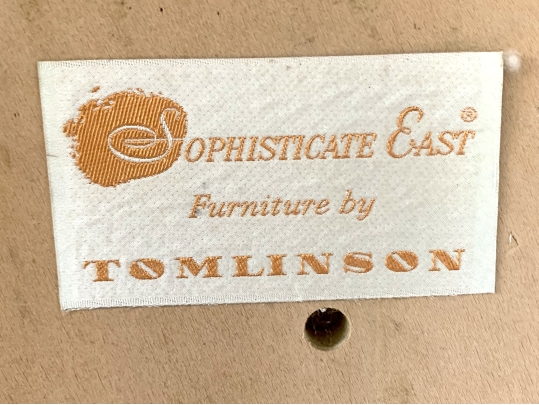 SOPHISTICATE EAST®
Furniture by
TOMLINSON